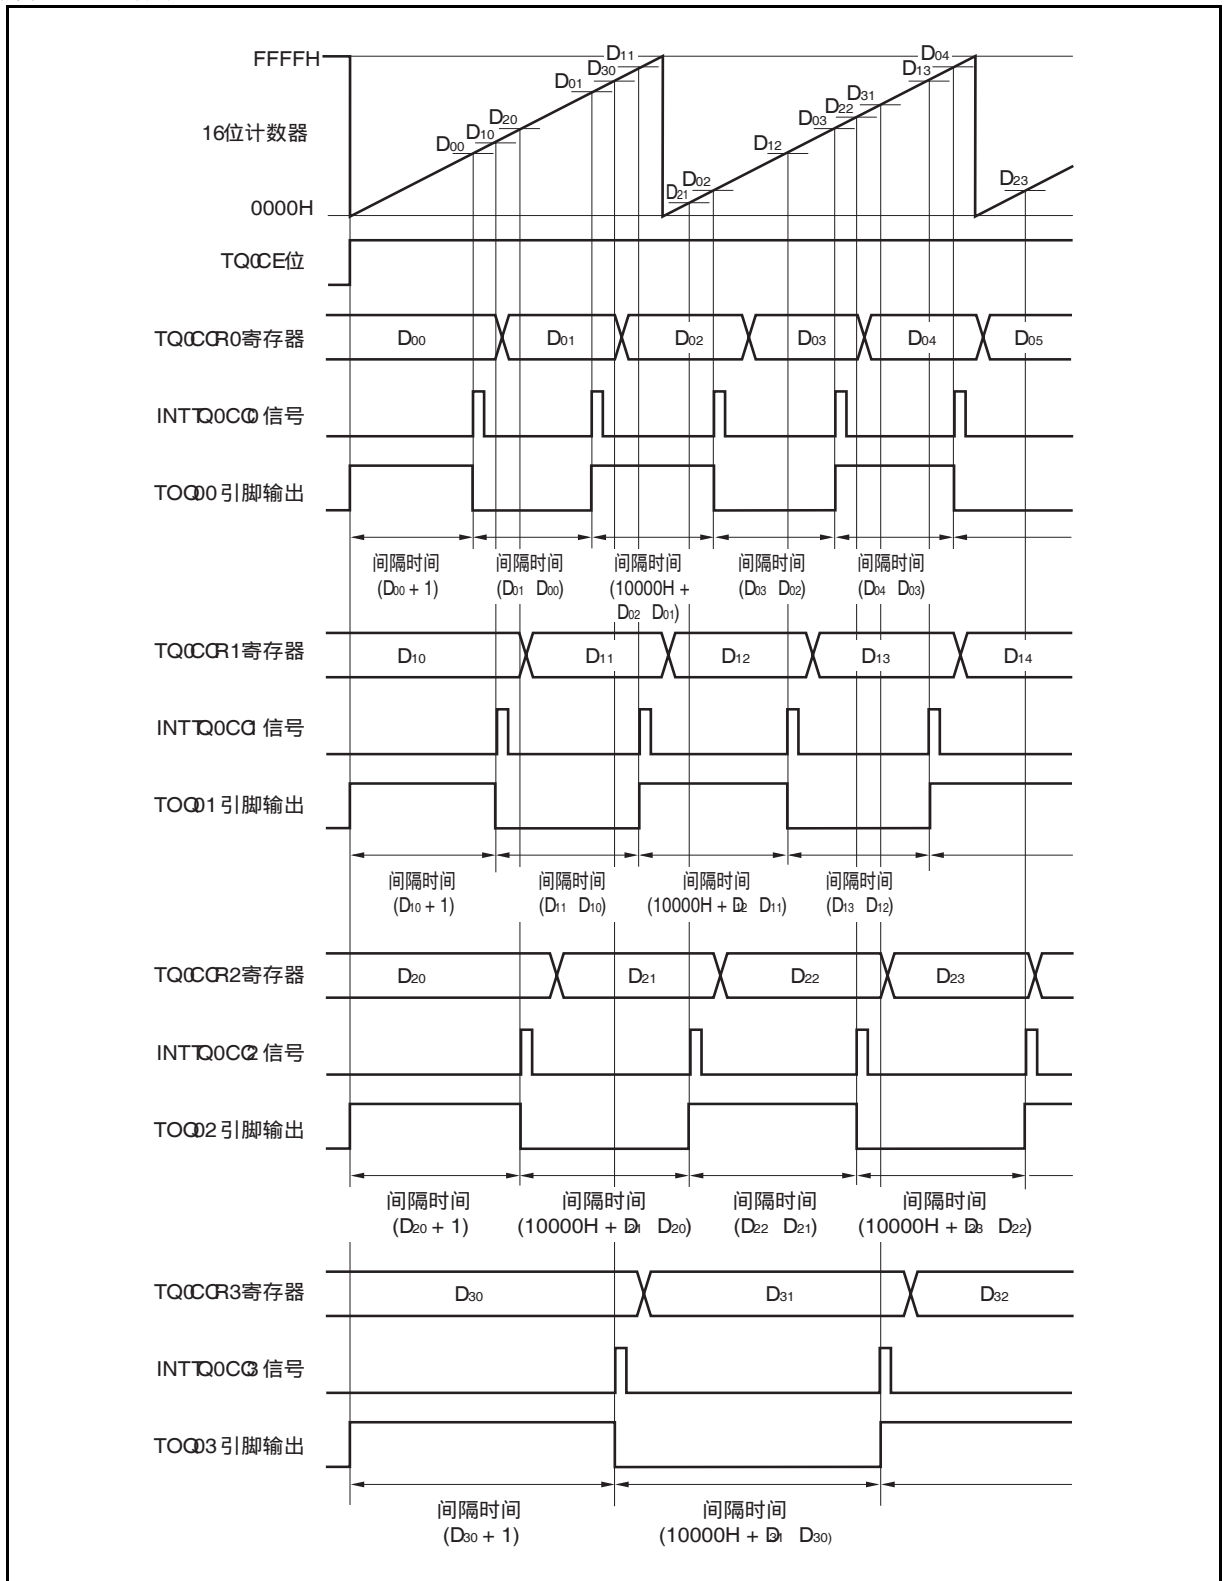 FFFFH
16位计数器
0000H
D11
D30
D01
D20
D10
D00
D04
D13
D31
D22
D03
D12
D02
D21
D23
TQ0CE位
TQ0CCR0寄存器 D00 D01 D02 D03 D04 D05
INTTQ0CC0 信号
TOQ00 引脚输出
间隔时间 间隔时间 间隔时间 间隔时间 间隔时间
(D00 + 1) (D01 D00) (10000H + (D03 D02) (D04 D03)
D02 D01)
TQ0CCR1寄存器 D10 D11 D12 D13 D14
INTTQ0CC1 信号
TOQ01 引脚输出
间隔时间 间隔时间 间隔时间 间隔时间
(D10 + 1) (D11 D10) (10000H + D12 D11) (D13 D12)
TQ0CCR2寄存器 D20 D21 D22 D23
INTTQ0CC2 信号
TOQ02 引脚输出
间隔时间 间隔时间 间隔时间 间隔时间
(D20 + 1) (10000H + D21 D20) (D22 D21) (10000H + D23 D22)
TQ0CCR3寄存器 D30 D31 D32
INTTQ0CC3 信号
TOQ03 引脚输出
间隔时间 间隔时间
(D30 + 1) (10000H + D31 D30)